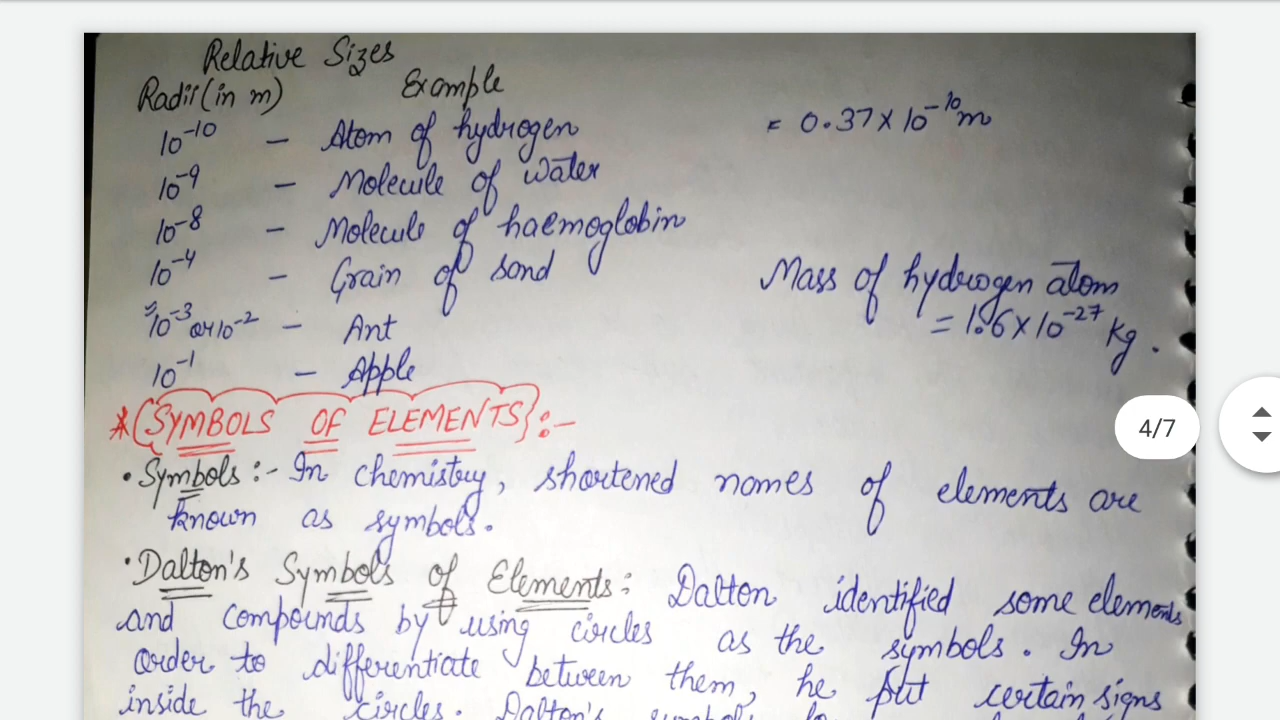 Relative Sizes
Radii (in m) Example
10⁻¹⁰ - Atom of hydrogen = 0.37 × 10⁻¹⁰ m
10⁻⁹ - Molecule of water
10⁻⁸ - Molecule of haemoglobin
10⁻⁴ - Grain of sand
Mass of hydrogen atom
10⁻³ or 10⁻² - Ant = 1.6 × 10⁻²⁷ kg.
10⁻¹ - Apple
* {SYMBOLS OF ELEMENTS} :-
4/7
• Symbols :- In chemistry, shortened names of elements are
known as symbols.
• Dalton's Symbols of Elements : Dalton identified some elements
and compounds by using circles as the symbols. In
order to differentiate between them, he put certain signs
inside the circles. Dalton's